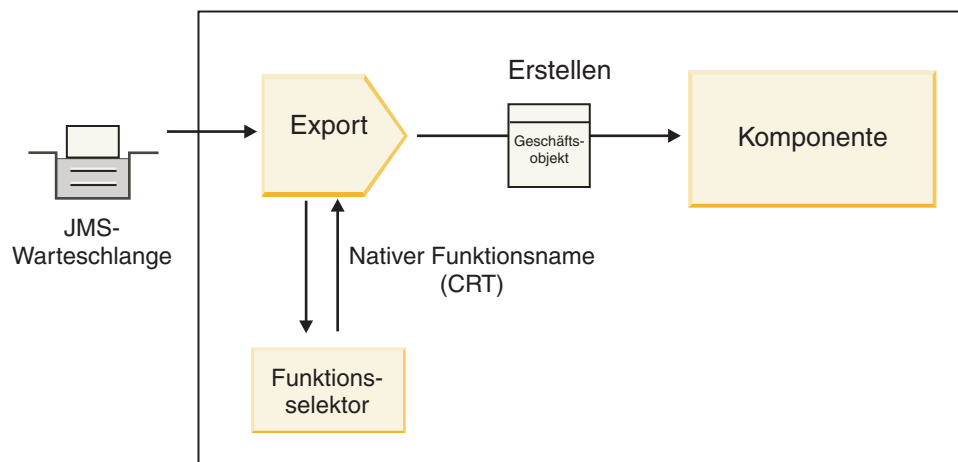 Erstellen
Export
Geschäfts-
objekt
Komponente
JMS-
Warteschlange
Nativer Funktionsname
(CRT)
Funktions-
selektor